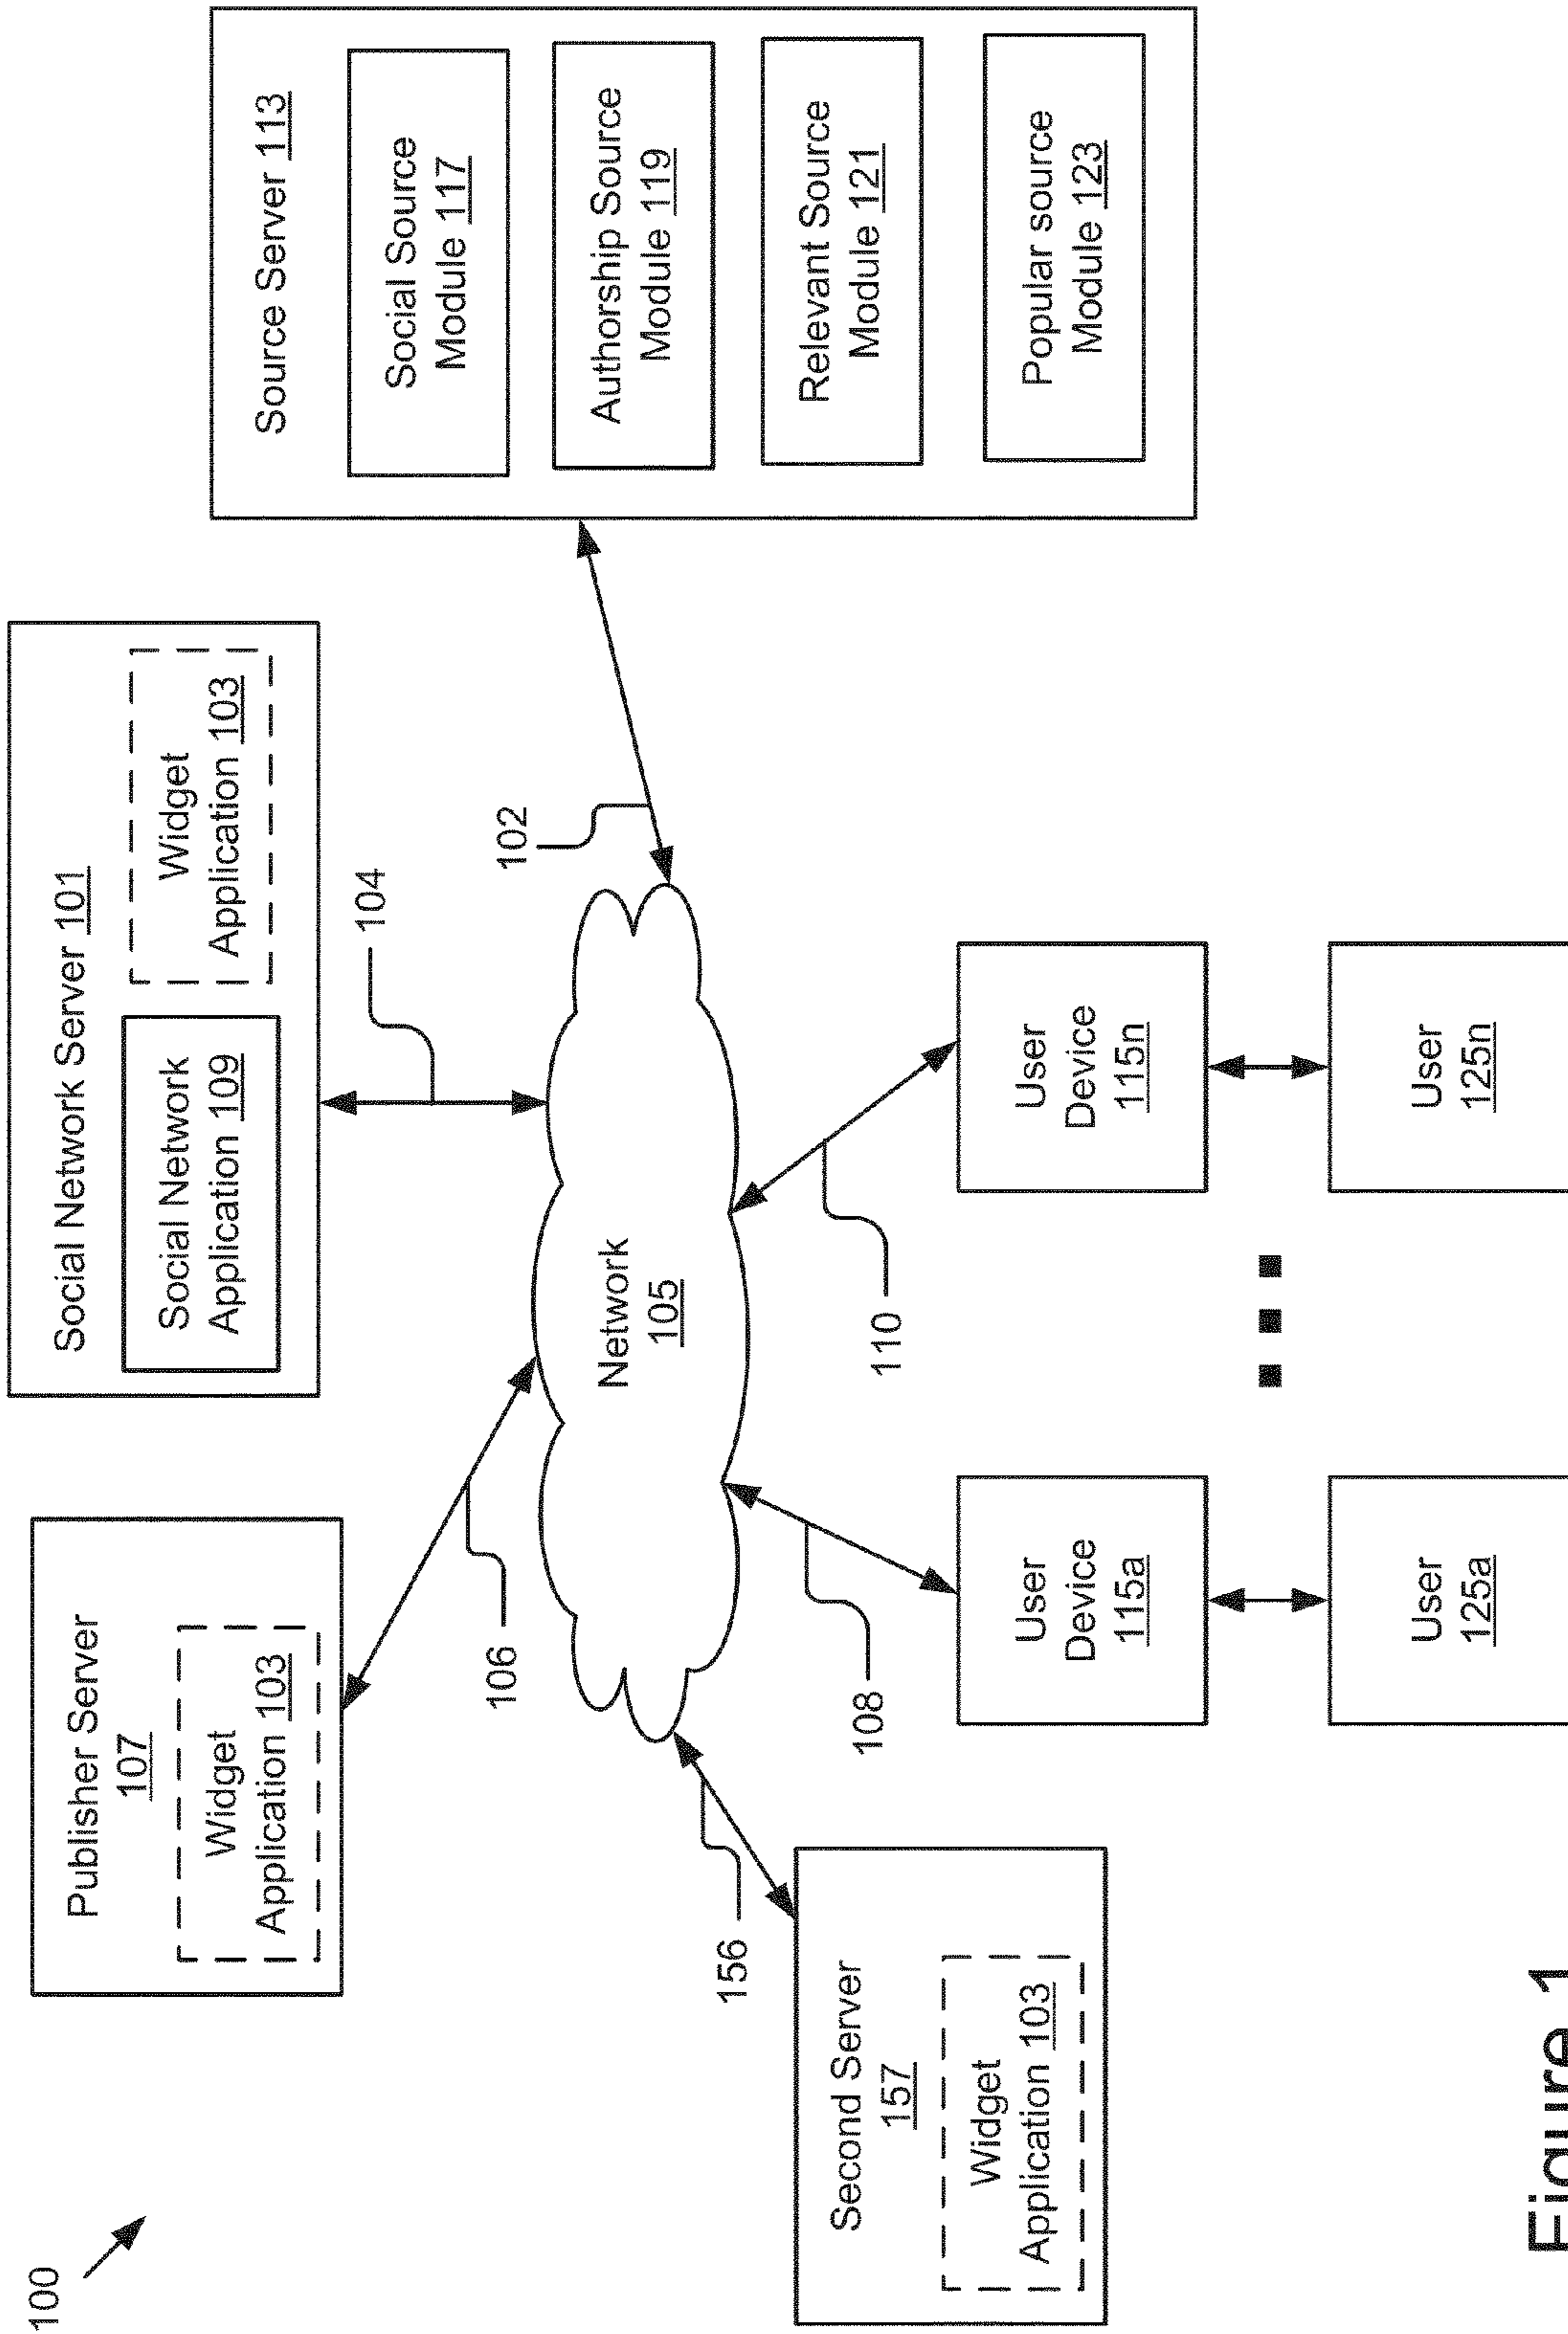 100
Publisher Server
107
Widget
Application 103
Social Network Server 101
Social Network
Application 109
Widget
Application 103
Source Server 113
Social Source
Module 117
Authorship Source
Module 119
Relevant Source
Module 121
Popular source
Module 123
106
104
102
Network
105
156
108
110
Second Server
157
Widget
Application 103
User
Device
115a
User
Device
115n
User
125a
User
125n
Figure 1